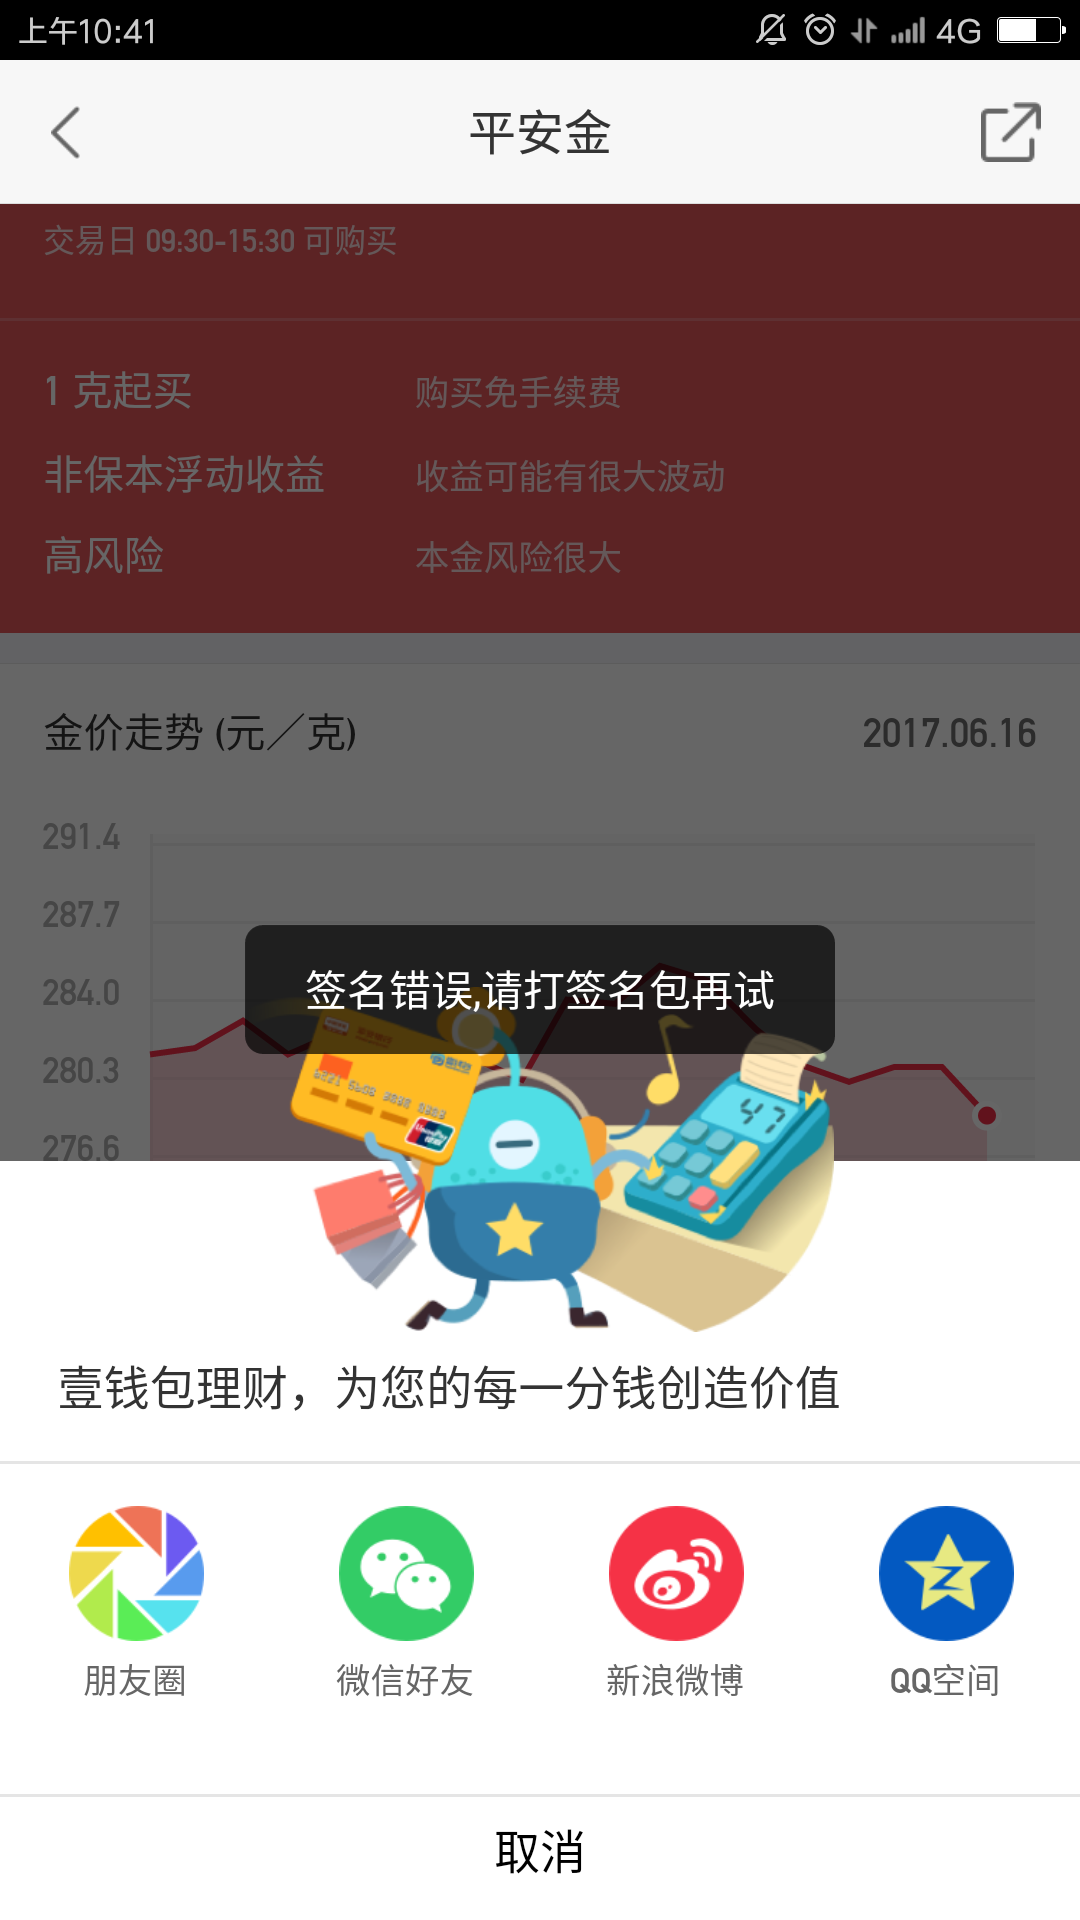 上午10:41
4G
平安金
交易日 09:30-15:30 可购买
1 克起买
购买免手续费
非保本浮动收益
收益可能有很大波动
高风险
本金风险很大
金价走势 (元／克)
2017.06.16
291.4
287.7
284.0
280.3
276.6
签名错误,请打签名包再试
47
壹钱包理财，为您的每一分钱创造价值
朋友圈
微信好友
新浪微博
QQ空间
取消